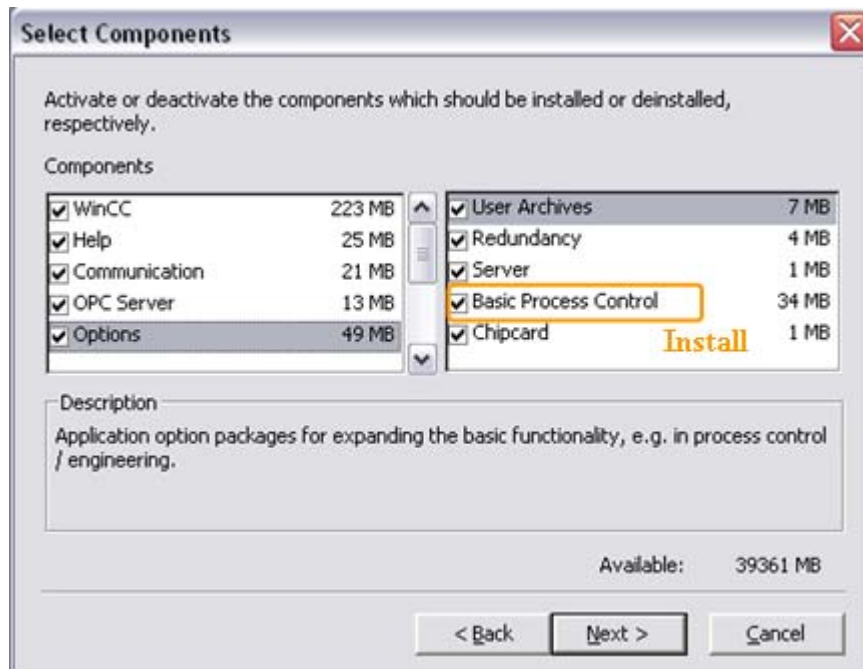 Select Components
Activate or deactivate the components which should be installed or deinstalled,
respectively.
Components
WinCC 223 MB
Help 25 MB
Communication 21 MB
OPC Server 13 MB
Options 49 MB
User Archives 7 MB
Redundancy 4 MB
Server 1 MB
Basic Process Control 34 MB
Chipcard 1 MB
Install
Description
Application option packages for expanding the basic functionality, e.g. in process control
/ engineering.
Available: 39361 MB
< Back Next > Cancel